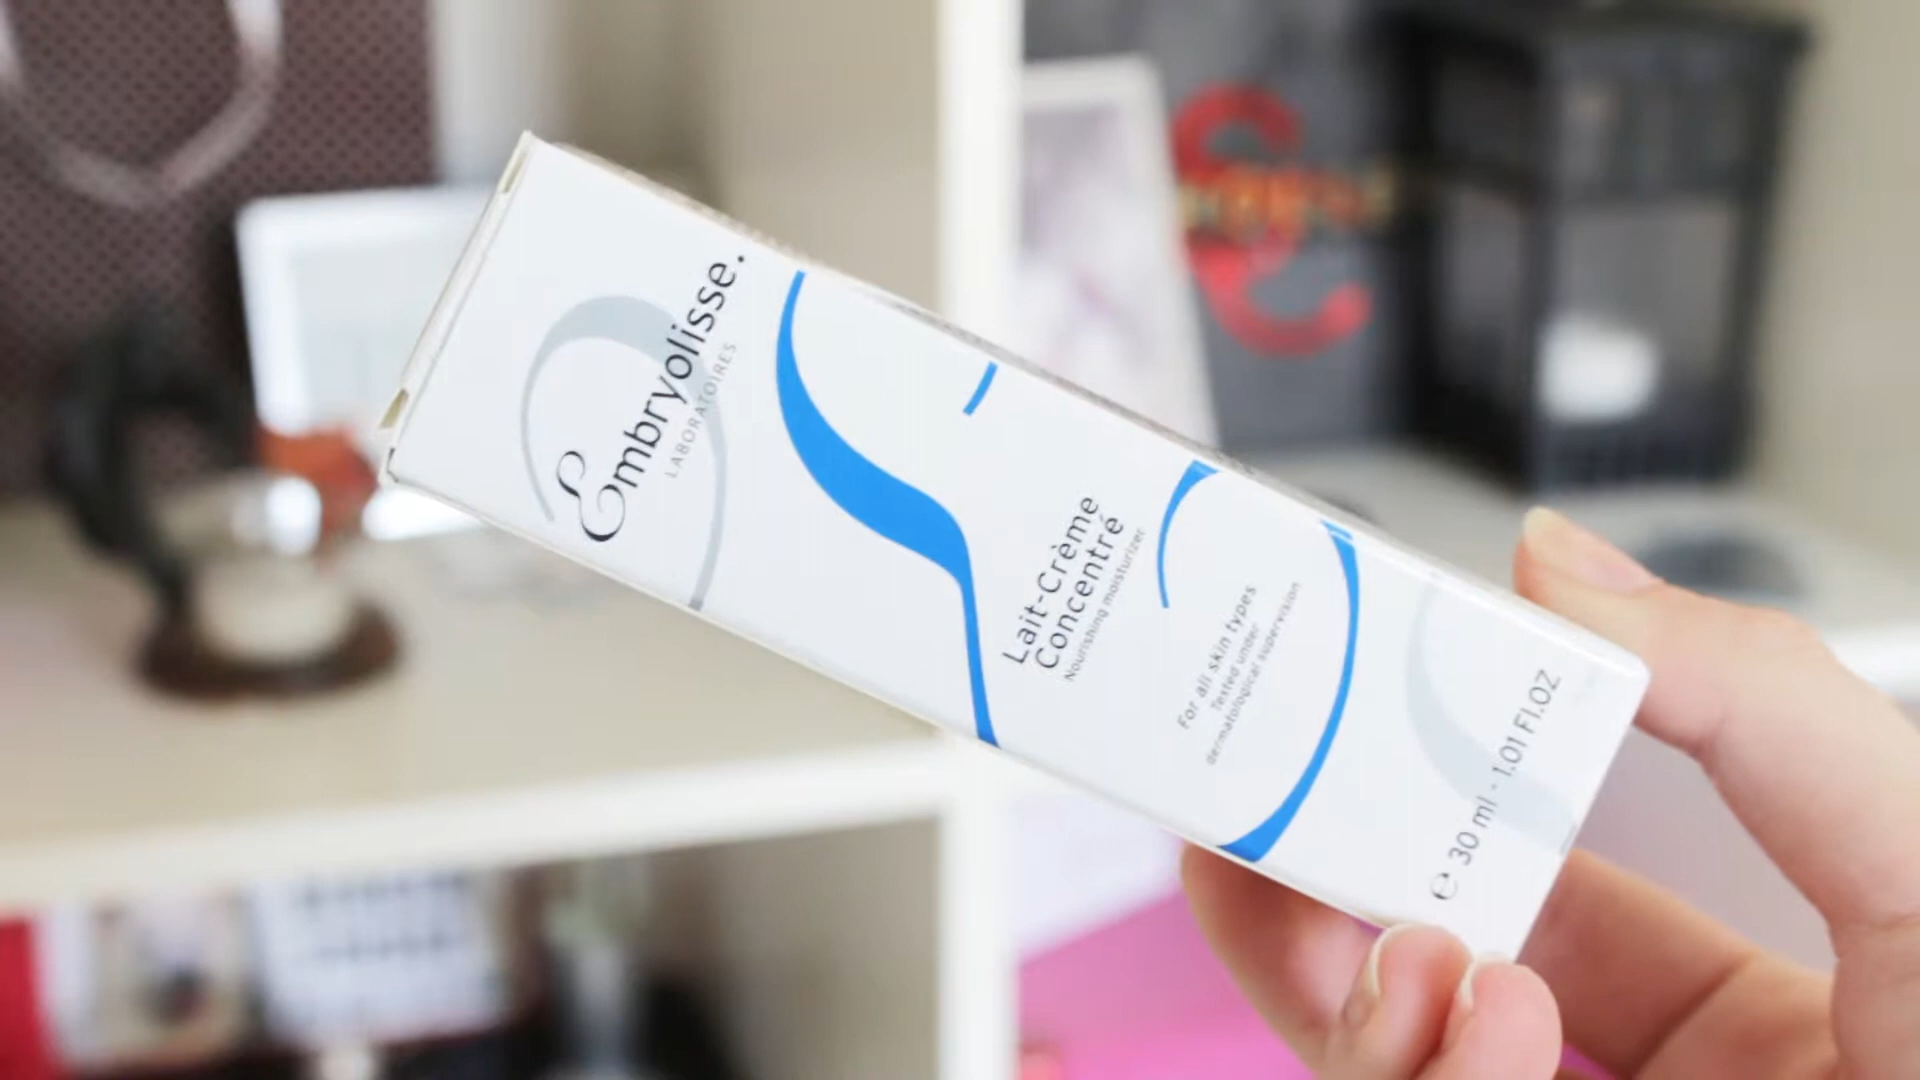 Embryolisse.
LABORATOIRES
Lait-Crème
Concentré
Nourishing moisturizer
For all skin types
Tested under
dermatological supervision
℮ 30 ml - 1.01 Fl.OZ